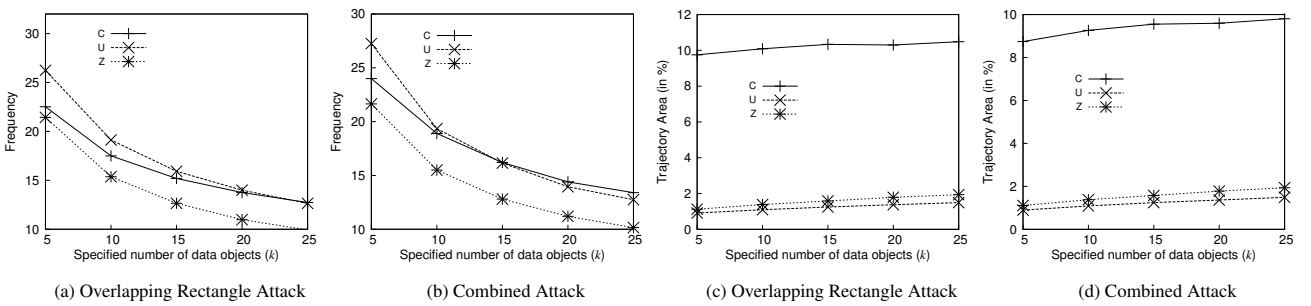 30
25
20
15
10
5 10 15 20 25
Frequency
Specified number of data objects (k)
C
U
Z
(a) Overlapping Rectangle Attack
30
25
20
15
10
5 10 15 20 25
Frequency
Specified number of data objects (k)
C
U
Z
(b) Combined Attack
12
10
8
6
4
2
0
5 10 15 20 25
Trajectory Area (in %)
Specified number of data objects (k)
C
U
Z
(c) Overlapping Rectangle Attack
10
8
6
4
2
0
5 10 15 20 25
Trajectory Area (in %)
Specified number of data objects (k)
C
U
Z
(d) Combined Attack